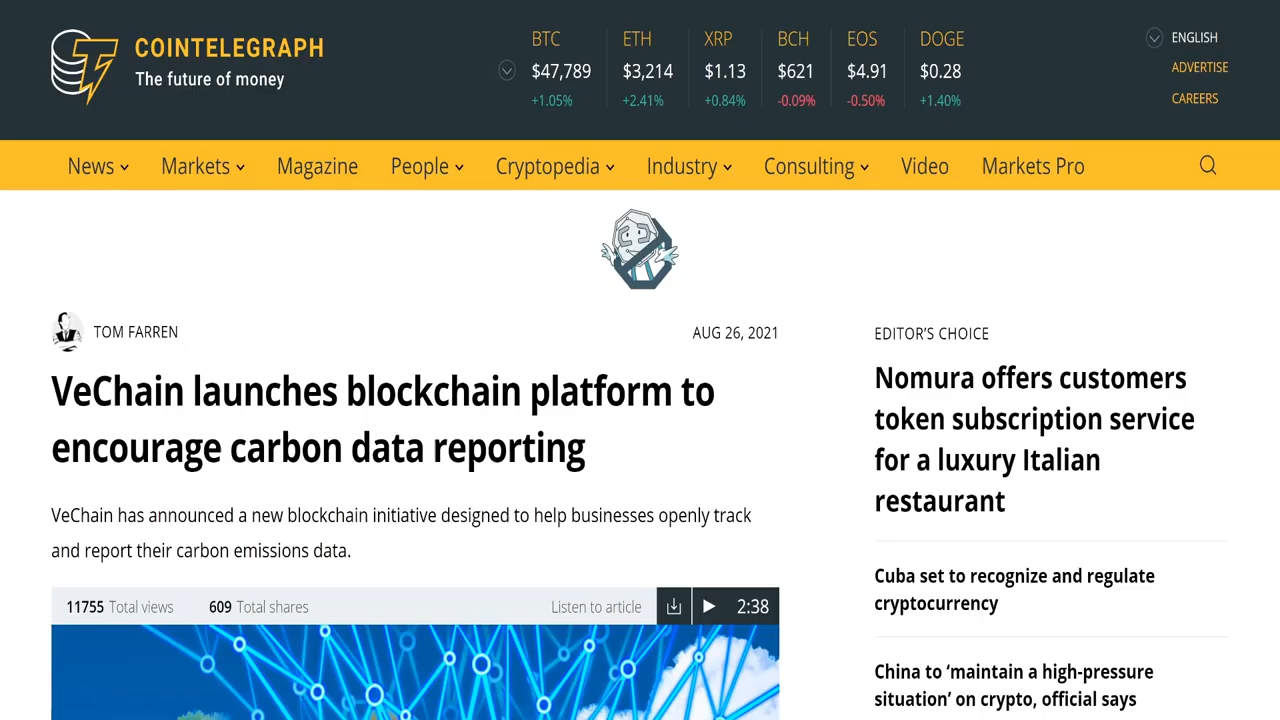 COINTELEGRAPH
The future of money
BTC ETH XRP BCH EOS DOGE
$47,789 $3,214 $1.13 $621 $4.91 $0.28
+1.05% +2.41% +0.84% -0.09% -0.50% +1.40%
ENGLISH
ADVERTISE
CAREERS
News Markets Magazine People Cryptopedia Industry Consulting Video Markets Pro
TOM FARREN
AUG 26, 2021
VeChain launches blockchain platform to
encourage carbon data reporting
VeChain has announced a new blockchain initiative designed to help businesses openly track
and report their carbon emissions data.
11755 Total views 609 Total shares Listen to article 2:38
EDITOR'S CHOICE
Nomura offers customers
token subscription service
for a luxury Italian
restaurant
Cuba set to recognize and regulate
cryptocurrency
China to ‘maintain a high-pressure
situation’ on crypto, official says